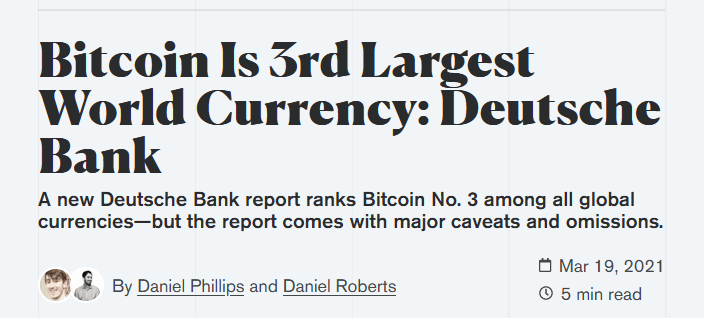 Bitcoin Is 3rd Largest
World Currency: Deutsche
Bank
A new Deutsche Bank report ranks Bitcoin No. 3 among all global
currencies—but the report comes with major caveats and omissions.
By Daniel Phillips and Daniel Roberts
Mar 19, 2021
5 min read